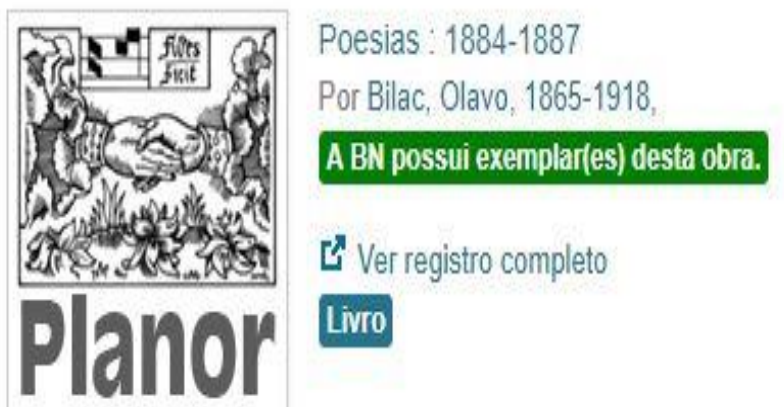 Fides
Ficit
Planor
Poesias : 1884-1887
Por Bilac, Olavo, 1865-1918,
A BN possui exemplar(es) desta obra.
Ver registro completo
Livro